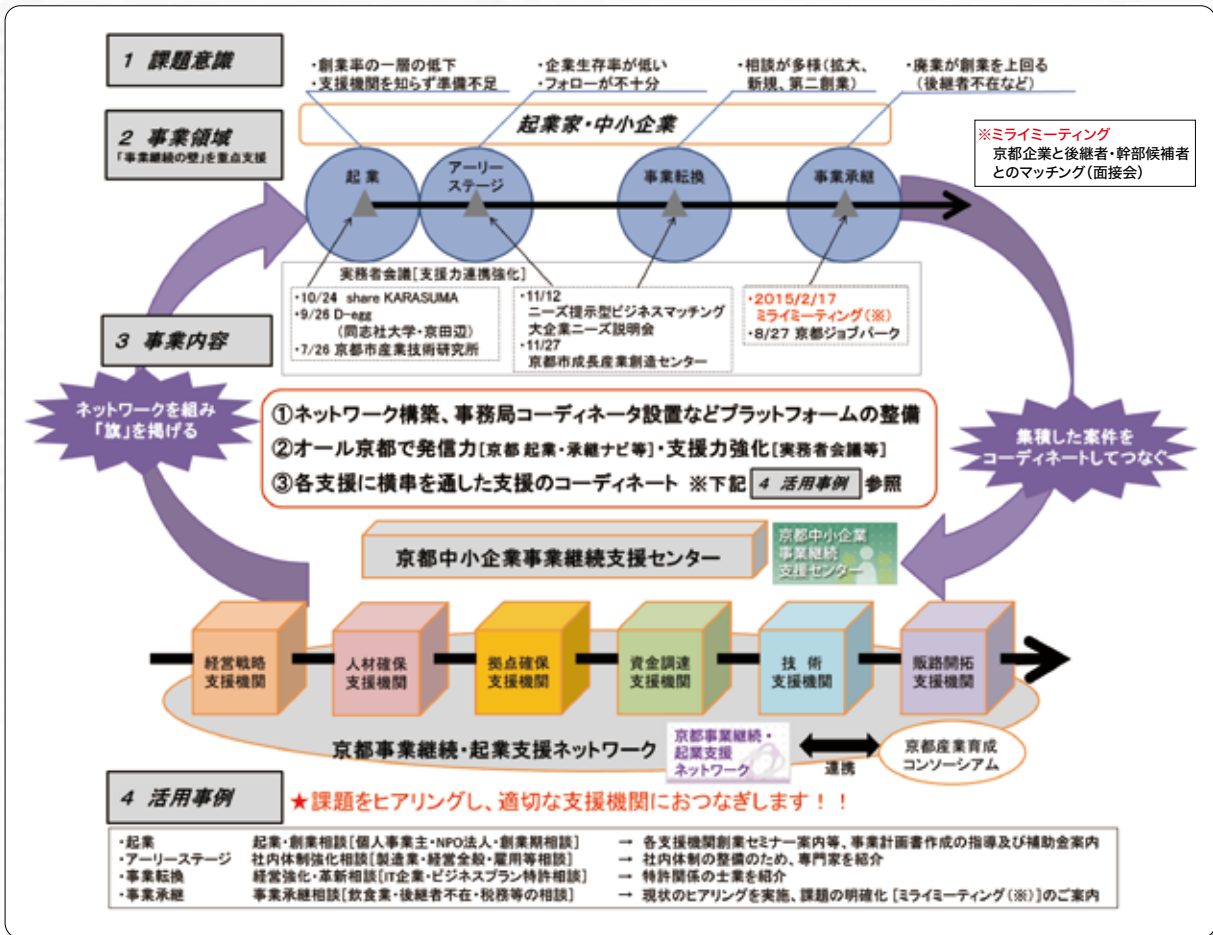 1 課題意識
・創業率の一層の低下
・支援機関を知らず準備不足
・企業生存率が低い
・フォローが不十分
・相談が多様(拡大、
新規、第二創業)
・廃業が創業を上回る
(後継者不在など)
2 事業領域
「事業継続の壁」を重点支援
起業家・中小企業
※ミライミーティング
京都企業と後継者・幹部候補者
とのマッチング(面接会)
起業
アーリー
ステージ
事業転換
事業承継
実務者会議[支援力連携強化]
・10/24 share KARASUMA
・9/26 D-egg
(同志社大学・京田辺)
・7/26 京都市産業技術研究所
・11/12
ニーズ提示型ビジネスマッチング
大企業ニーズ説明会
・11/27
京都市成長産業創造センター
・2015/2/17
ミライミーティング(※)
・8/27 京都ジョブパーク
3 事業内容
ネットワークを組み
「旗」を掲げる
①ネットワーク構築、事務局コーディネータ設置などプラットフォームの整備
②オール京都で発信力[京都 起業・承継ナビ等]・支援力強化[実務者会議等]
③各支援に横串を通した支援のコーディネート ※下記 4 活用事例 参照
集積した案件を
コーディネートしてつなぐ
京都中小企業事業継続支援センター
京都中小企業
事業継続
支援センター
経営戦略
支援機関
人材確保
支援機関
拠点確保
支援機関
資金調達
支援機関
技術
支援機関
販路開拓
支援機関
京都事業継続・起業支援ネットワーク
京都事業継続・
起業支援
ネットワーク
連携
京都産業育成
コンソーシアム
4 活用事例
★課題をヒアリングし、適切な支援機関におつなぎします!!
・起業 起業・創業相談[個人事業主・NPO法人・創業期相談] → 各支援機関創業セミナー案内等、事業計画書作成の指導及び補助金案内
・アーリーステージ 社内体制強化相談[製造業・経営全般・雇用等相談] → 社内体制の整備のため、専門家を紹介
・事業転換 経営強化・革新相談[IT企業・ビジネスプラン特許相談] → 特許関係の士業を紹介
・事業承継 事業承継相談[飲食業・後継者不在・税務等の相談] → 現状のヒアリングを実施、課題の明確化 [ミライミーティング(※)]のご案内